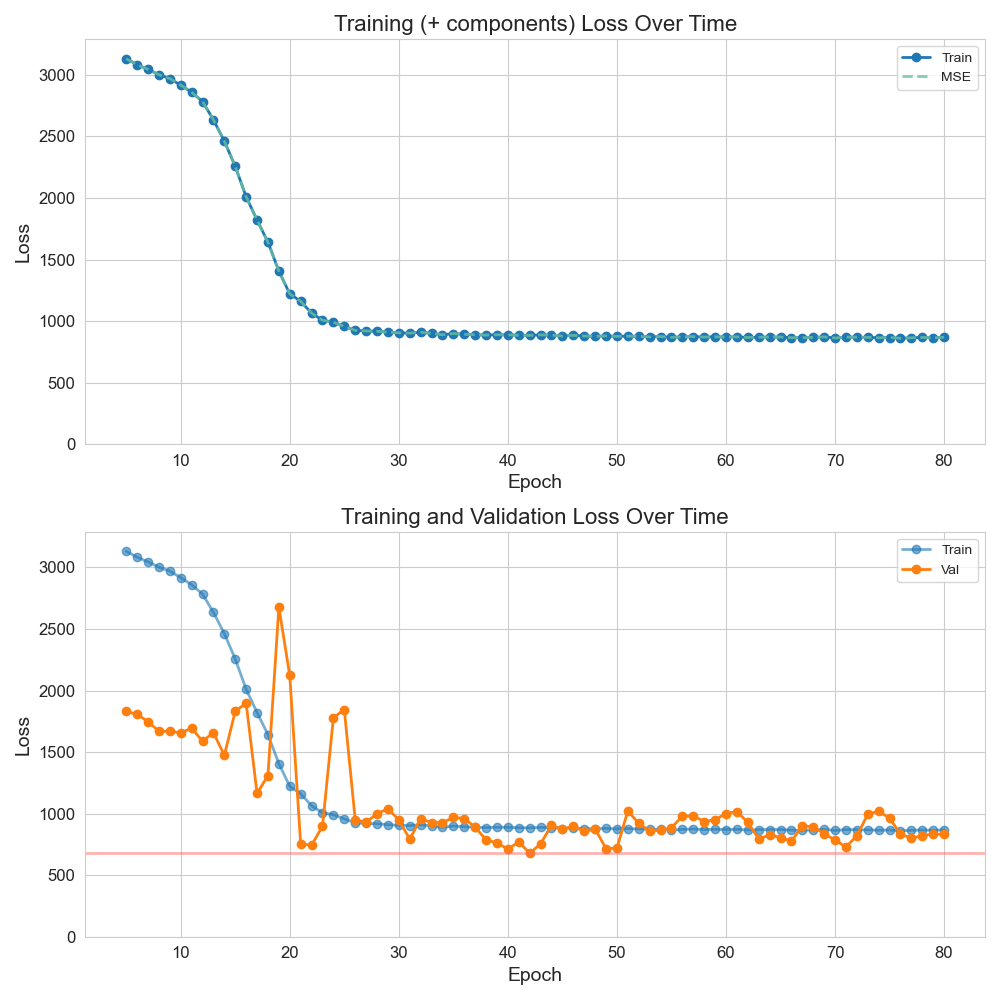 Training (+ components) Loss Over Time
Train
MSE
3000
2500
2000
1500
1000
500
0
Loss
10 20 30 40 50 60 70 80
Epoch
Training and Validation Loss Over Time
Train
Val
3000
2500
2000
1500
1000
500
0
Loss
10 20 30 40 50 60 70 80
Epoch